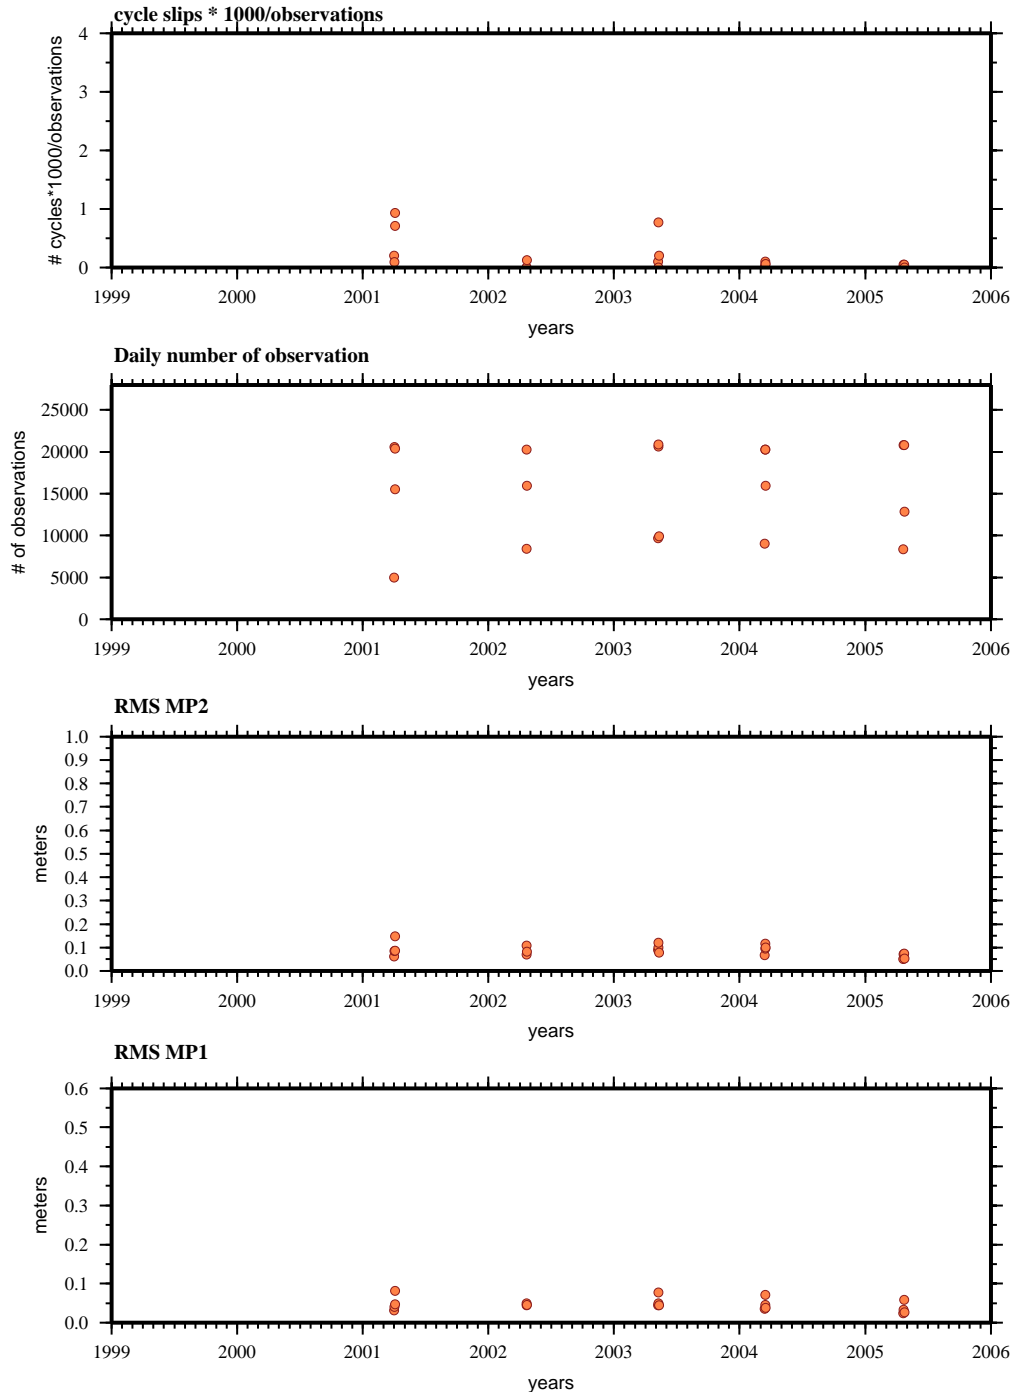 cycle slips * 1000/observations
# cycles*1000/observations
4
3
2
1
0
1999 2000 2001 2002 2003 2004 2005 2006
years
Daily number of observation
# of observations
25000
20000
15000
10000
5000
0
1999 2000 2001 2002 2003 2004 2005 2006
years
RMS MP2
meters
1.0
0.9
0.8
0.7
0.6
0.5
0.4
0.3
0.2
0.1
0.0
1999 2000 2001 2002 2003 2004 2005 2006
years
RMS MP1
meters
0.6
0.5
0.4
0.3
0.2
0.1
0.0
1999 2000 2001 2002 2003 2004 2005 2006
years